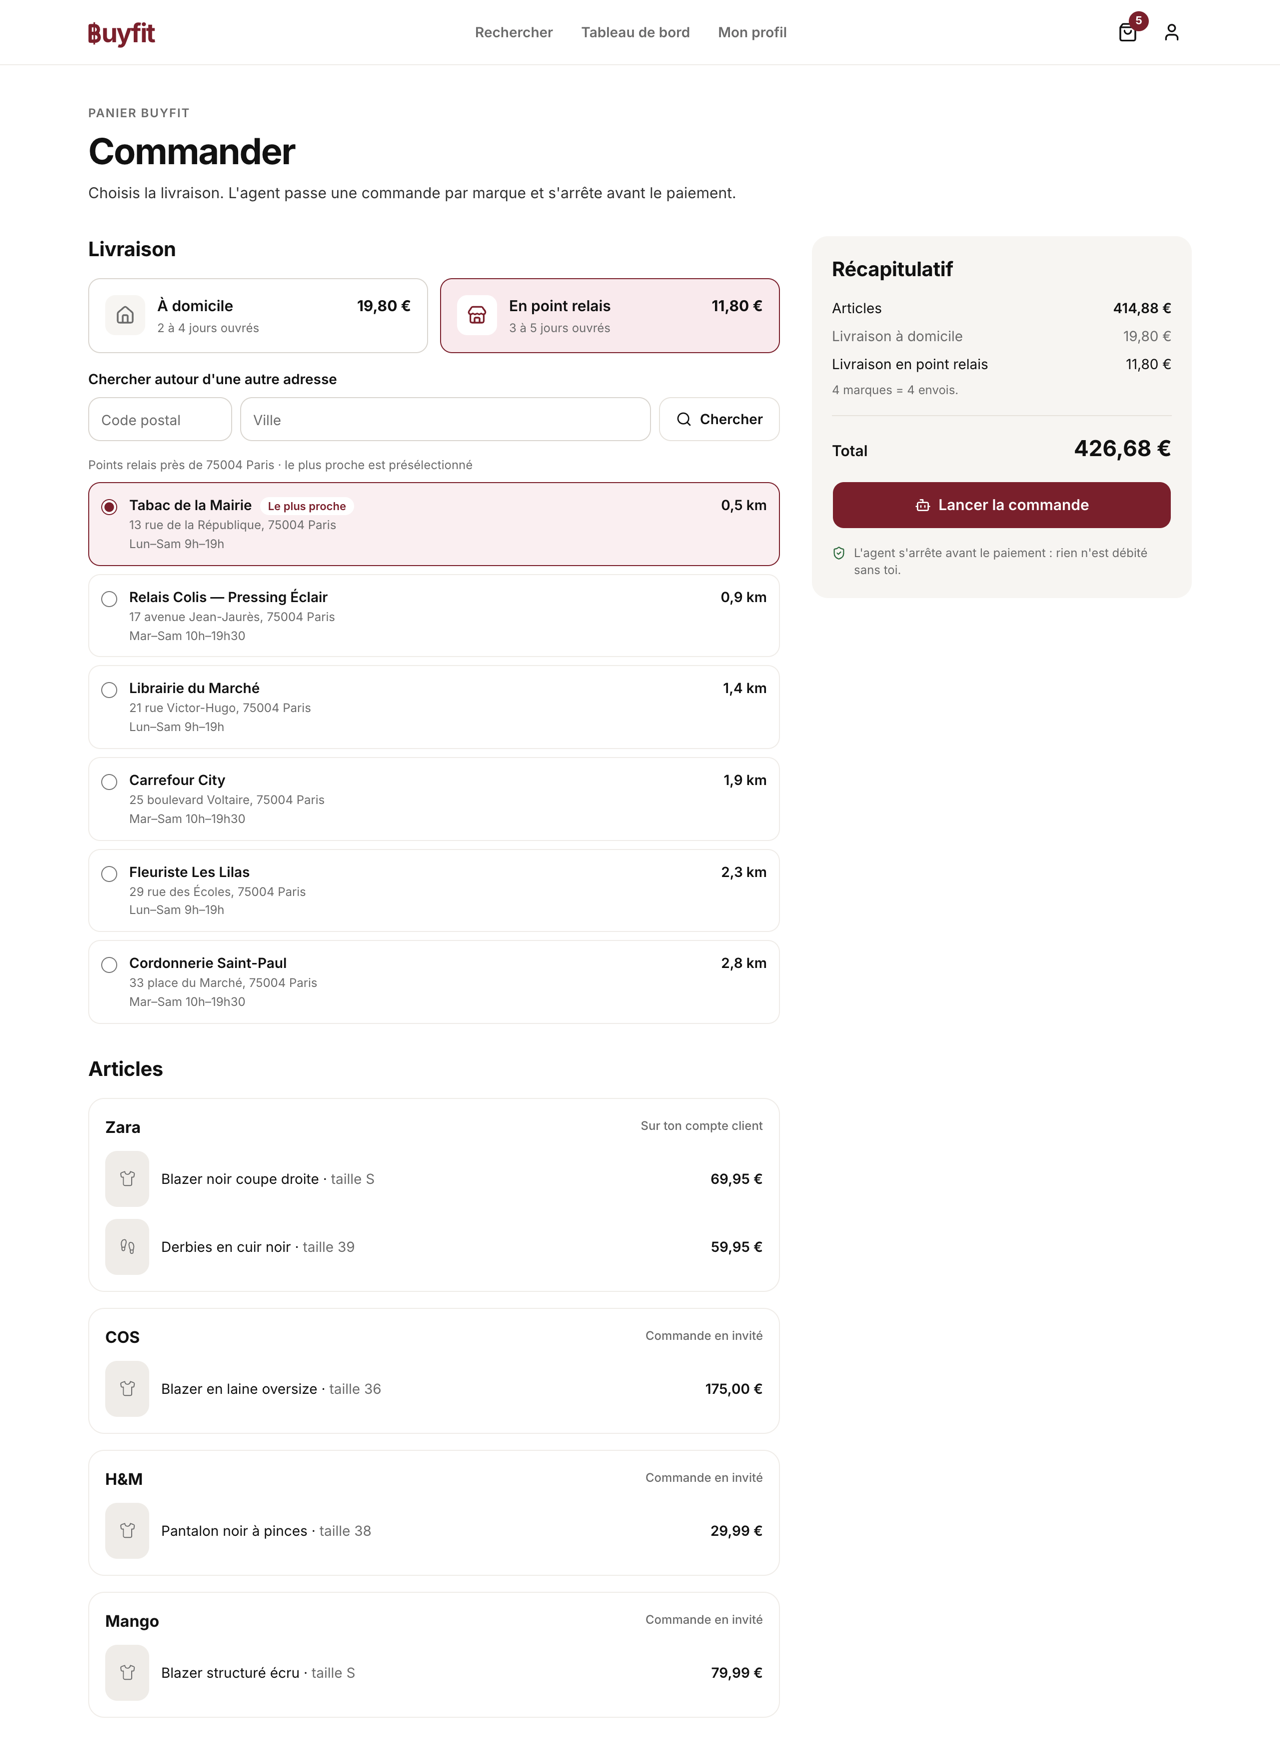 Buyfit
Rechercher
Tableau de bord
Mon profil
5
PANIER BUYFIT
Commander
Choisis la livraison. L'agent passe une commande par marque et s'arrête avant le paiement.
Livraison
À domicile
19,80 €
2 à 4 jours ouvrés
En point relais
11,80 €
3 à 5 jours ouvrés
Chercher autour d'une autre adresse
Code postal
Ville
Chercher
Points relais près de 75004 Paris · le plus proche est présélectionné
Tabac de la Mairie
Le plus proche
0,5 km
13 rue de la République, 75004 Paris
Lun–Sam 9h–19h
Relais Colis — Pressing Éclair
0,9 km
17 avenue Jean-Jaurès, 75004 Paris
Mar–Sam 10h–19h30
Librairie du Marché
1,4 km
21 rue Victor-Hugo, 75004 Paris
Lun–Sam 9h–19h
Carrefour City
1,9 km
25 boulevard Voltaire, 75004 Paris
Mar–Sam 10h–19h30
Fleuriste Les Lilas
2,3 km
29 rue des Écoles, 75004 Paris
Lun–Sam 9h–19h
Cordonnerie Saint-Paul
2,8 km
33 place du Marché, 75004 Paris
Mar–Sam 10h–19h30
Articles
Zara
Sur ton compte client
Blazer noir coupe droite · taille S
69,95 €
Derbies en cuir noir · taille 39
59,95 €
COS
Commande en invité
Blazer en laine oversize · taille 36
175,00 €
H&M
Commande en invité
Pantalon noir à pinces · taille 38
29,99 €
Mango
Commande en invité
Blazer structuré écru · taille S
79,99 €
Récapitulatif
Articles
414,88 €
Livraison à domicile
19,80 €
Livraison en point relais
11,80 €
4 marques = 4 envois.
Total
426,68 €
Lancer la commande
L'agent s'arrête avant le paiement : rien n'est débité
sans toi.